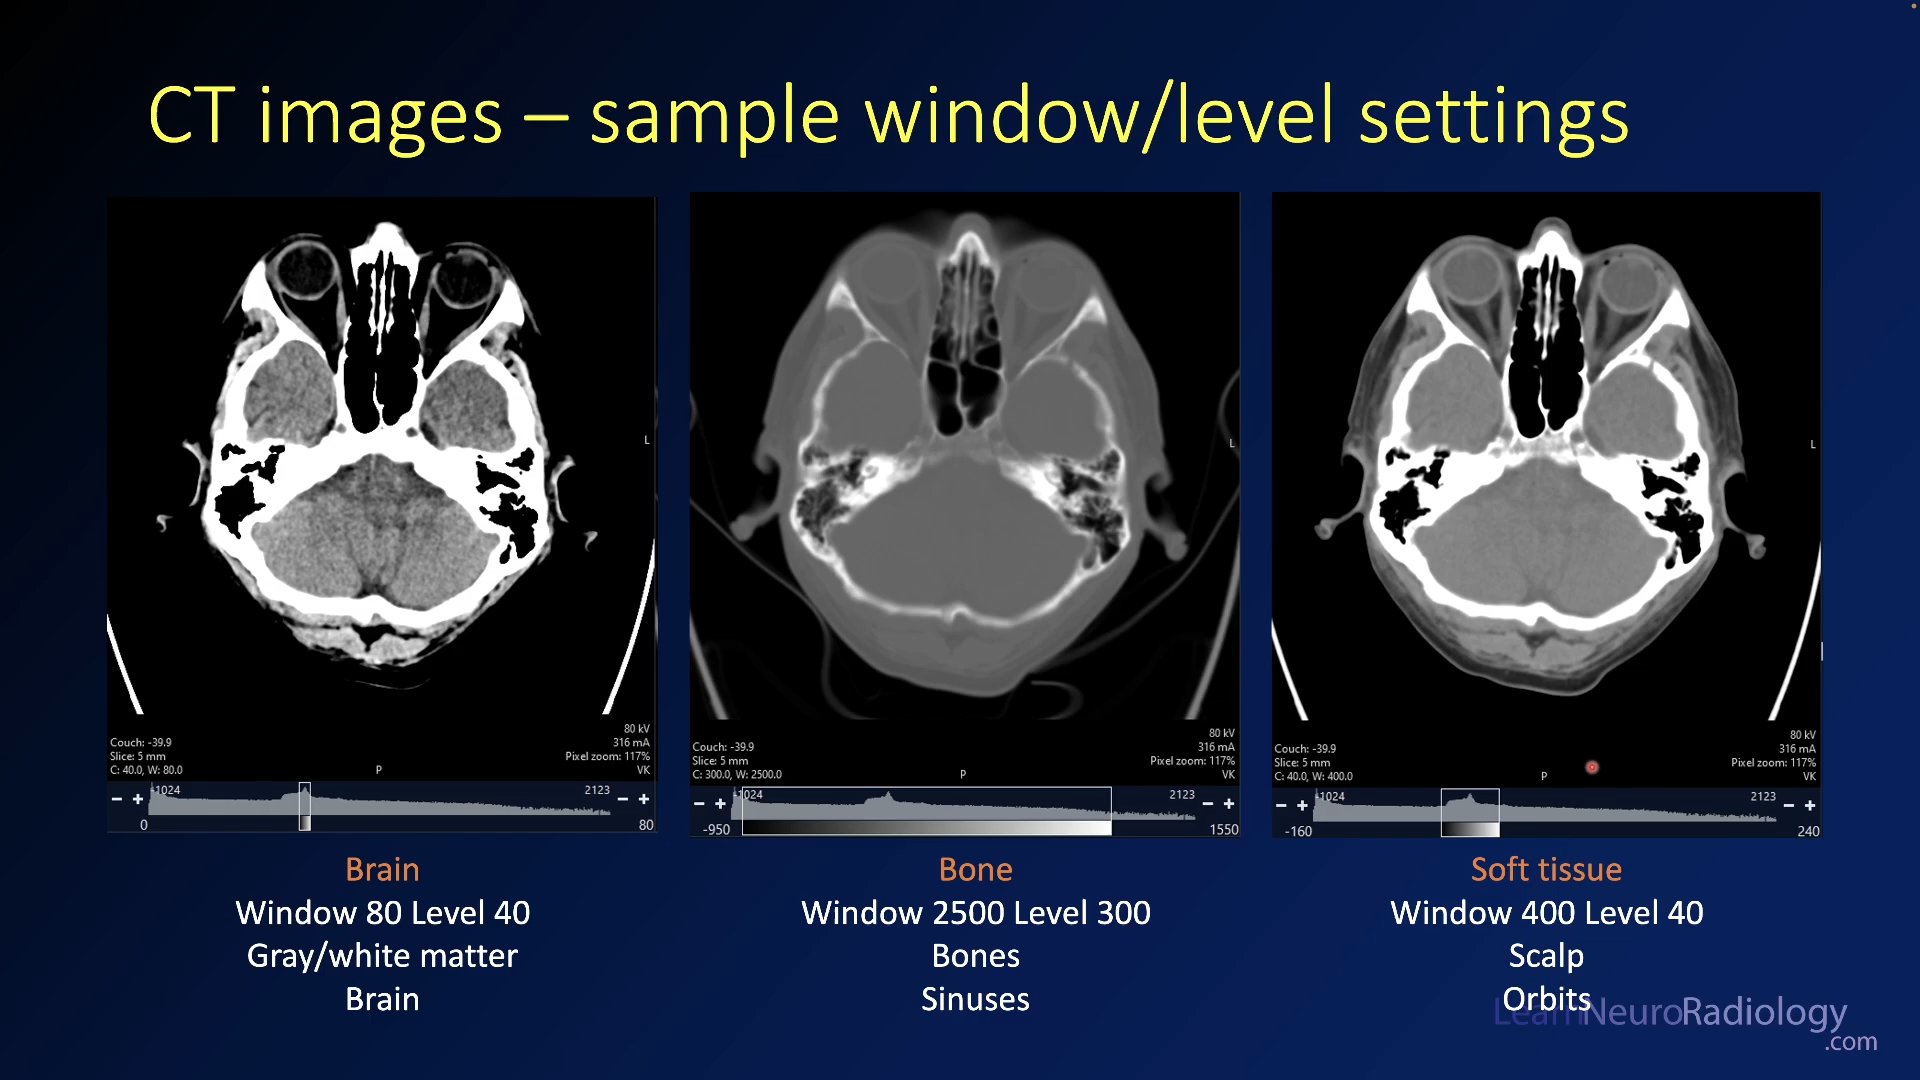 CT images – sample window/level settings
L
80 kV
Couch: -39.9
316 mA
Slice: 5 mm
Pixel zoom: 117%
C: 40.0, W: 80.0
P
VK
− +
-1024
2123
− +
0
80
L
80 kV
Couch: -39.9
316 mA
Slice: 5 mm
Pixel zoom: 117%
C: 300.0, W: 2500.0
P
VK
− +
-1024
2123
− +
-950
1550
L
80 kV
Couch: -39.9
316 mA
Slice: 5 mm
Pixel zoom: 117%
C: 40.0, W: 400.0
P
VK
− +
-1024
2123
− +
-160
240
Brain
Window 80 Level 40
Gray/white matter
Brain
Bone
Window 2500 Level 300
Bones
Sinuses
Soft tissue
Window 400 Level 40
Scalp
Orbits
LearnNeuroRadiology
.com